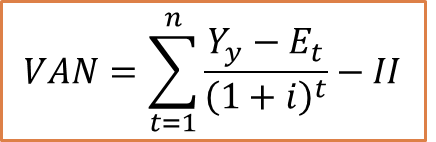 VAN = \sum_{t=1}^{n} \frac{Y_y - E_t}{(1 + i)^t} - II